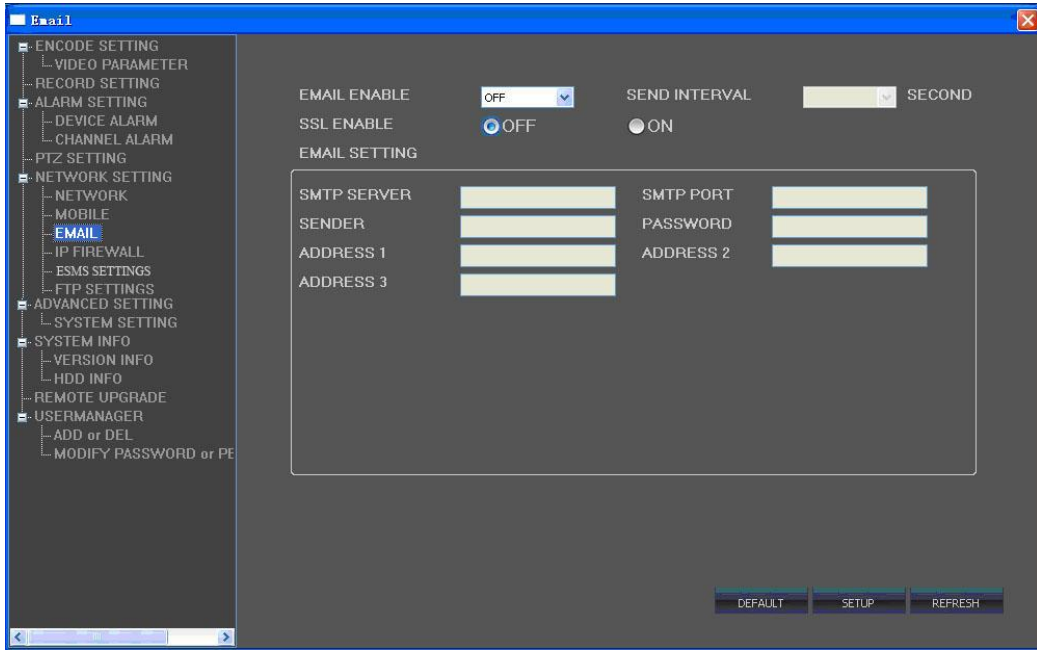 Email
ENCODE SETTING
VIDEO PARAMETER
RECORD SETTING
ALARM SETTING
DEVICE ALARM
CHANNEL ALARM
PTZ SETTING
NETWORK SETTING
NETWORK
MOBILE
EMAIL
IP FIREWALL
ESMS SETTINGS
FTP SETTINGS
ADVANCED SETTING
SYSTEM SETTING
SYSTEM INFO
VERSION INFO
HDD INFO
REMOTE UPGRADE
USERMANAGER
ADD or DEL
MODIFY PASSWORD or PE
EMAIL ENABLE OFF SEND INTERVAL SECOND
SSL ENABLE OFF ON
EMAIL SETTING
SMTP SERVER SMTP PORT
SENDER PASSWORD
ADDRESS 1 ADDRESS 2
ADDRESS 3
DEFAULT SETUP REFRESH